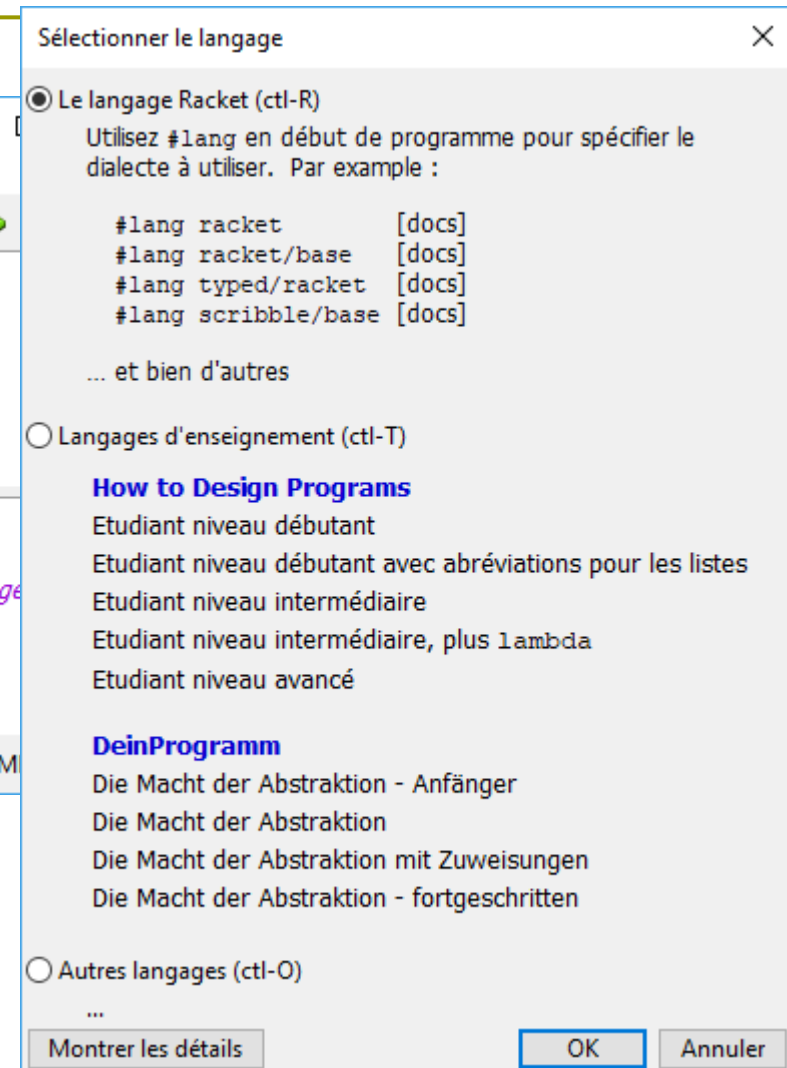 Sélectionner le langage
Le langage Racket (ctl-R)
Utilisez #lang en début de programme pour spécifier le
dialecte à utiliser. Par example :
#lang racket [docs]
#lang racket/base [docs]
#lang typed/racket [docs]
#lang scribble/base [docs]
... et bien d'autres
Langages d'enseignement (ctl-T)
How to Design Programs
Etudiant niveau débutant
Etudiant niveau débutant avec abréviations pour les listes
Etudiant niveau intermédiaire
Etudiant niveau intermédiaire, plus lambda
Etudiant niveau avancé
DeinProgramm
Die Macht der Abstraktion - Anfänger
Die Macht der Abstraktion
Die Macht der Abstraktion mit Zuweisungen
Die Macht der Abstraktion - fortgeschritten
Autres langages (ctl-O)
...
Montrer les détails OK Annuler